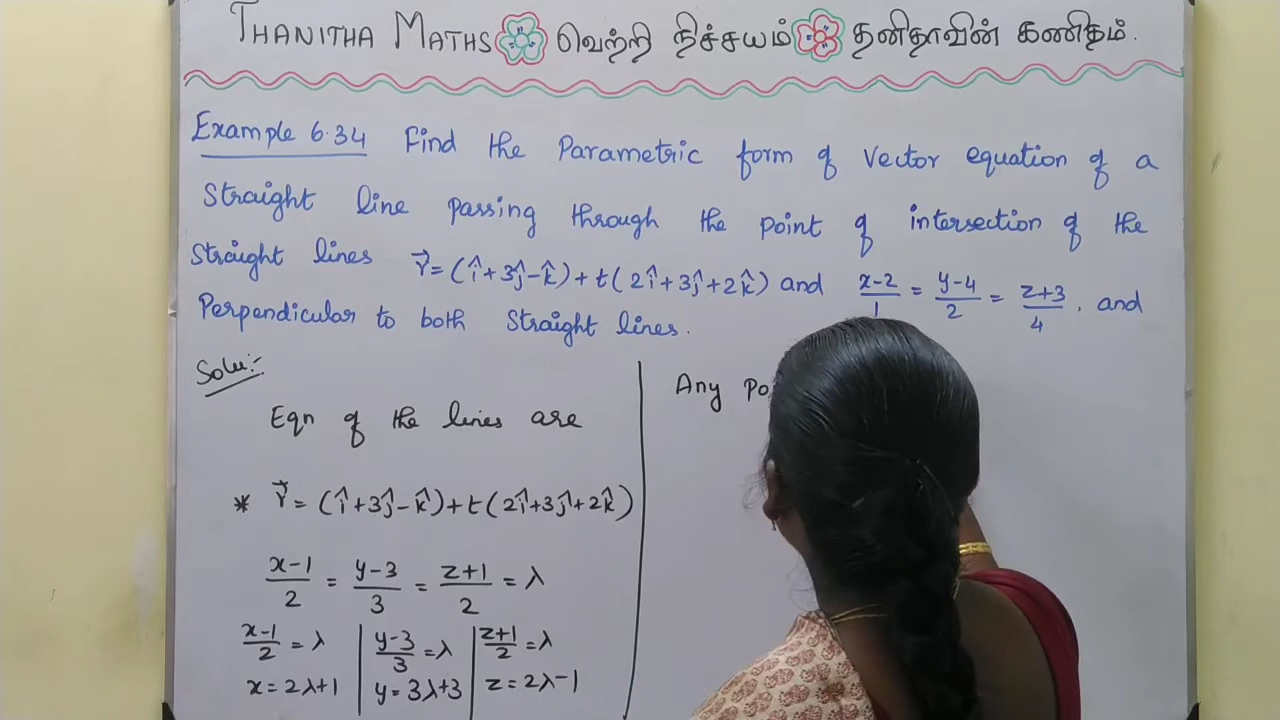 THANITHA MATHS வெற்றி நிச்சயம் தனிதாவின் கணிதம்.
Example 6.34 Find the Parametric form of Vector equation of a
Straight line passing through the point of intersection of the
Straight lines r⃗ = (î+3ĵ−k̂)+t(2î+3ĵ+2k̂) and (x−2)/1 = (y−4)/2 = (z+3)/4, and
Perpendicular to both Straight lines.
Solu:-
Eqn of the lines are
* r⃗ = (î+3ĵ−k̂)+t(2î+3ĵ+2k̂)
(x−1)/2 = (y−3)/3 = (z+1)/2 = λ
(x−1)/2 = λ | (y−3)/3 = λ | (z+1)/2 = λ
x = 2λ+1 | y = 3λ+3 | z = 2λ−1
Any